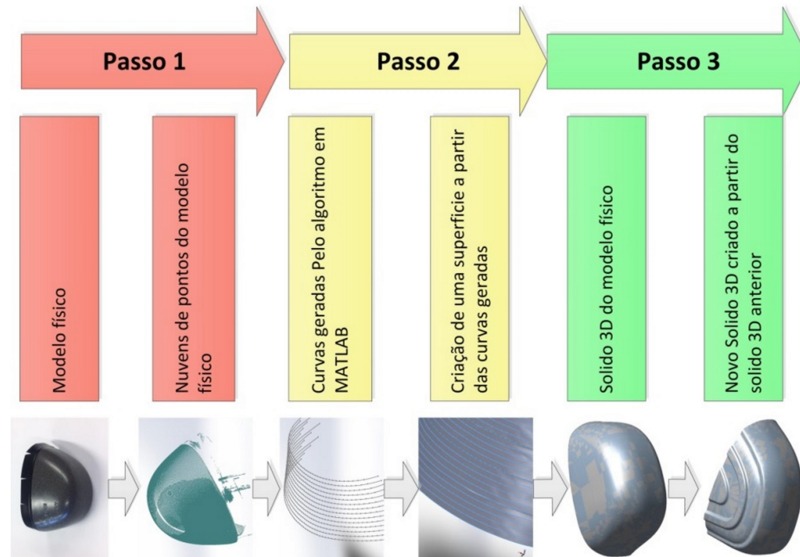 Passo 1
Passo 2
Passo 3
Modelo físico
Nuvens de pontos do modelo
físico
Curvas geradas Pelo algoritmo em
MATLAB
Criação de uma superficie a partir
das curvas geradas
Solido 3D do modelo físico
Novo Solido 3D criado a partir do
solido 3D anterior